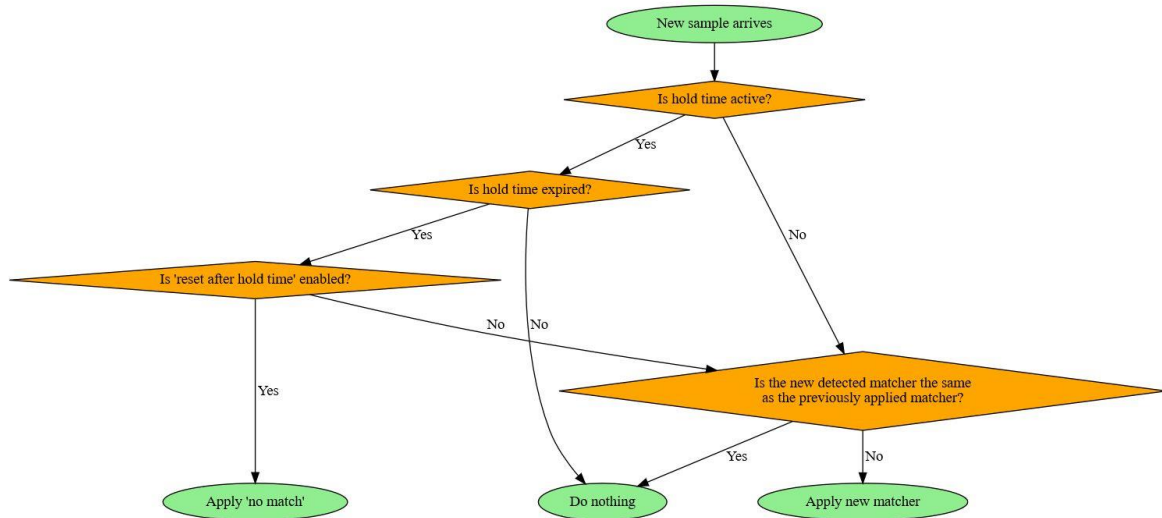 New sample arrives
Is hold time active?
Yes
Is hold time expired?
No
Yes
Is 'reset after hold time' enabled?
No
No
Is the new detected matcher the same
as the previously applied matcher?
Yes
Yes
No
Apply 'no match'
Do nothing
Apply new matcher